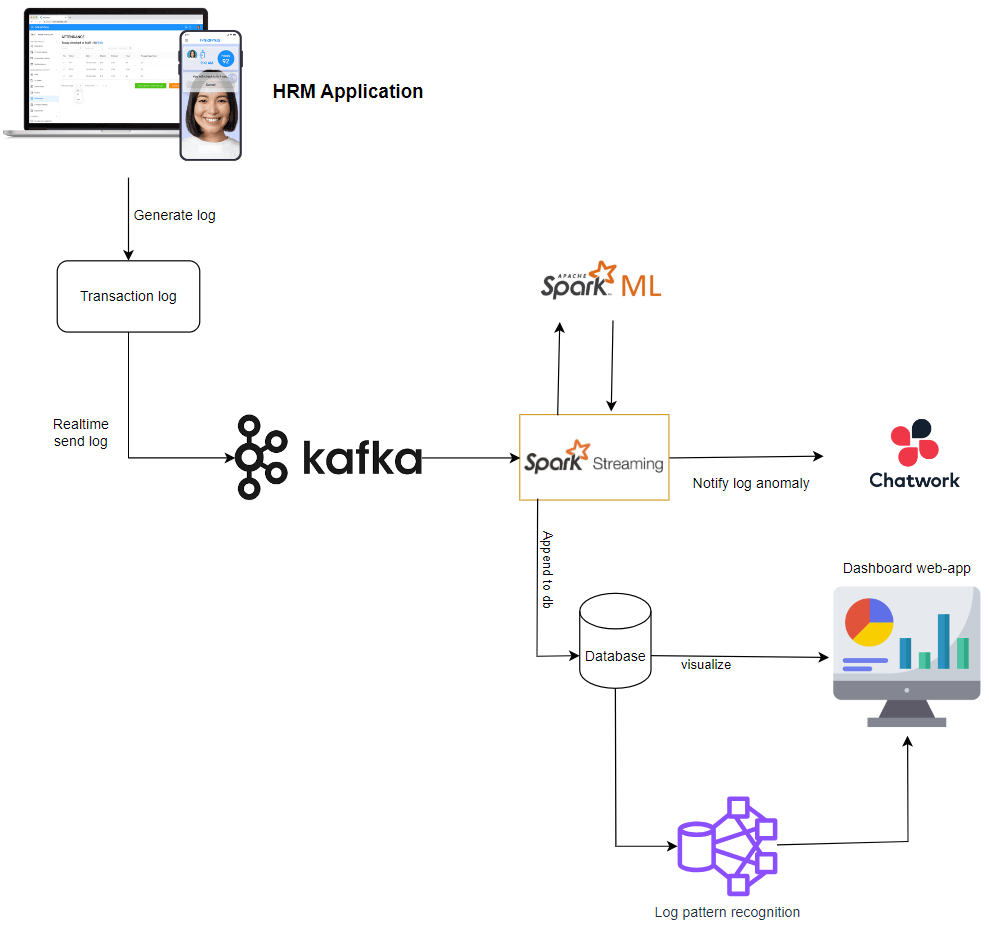 ATTENDANCE
HRM Application
Generate log
Transaction log
APACHE
Spark ML
Realtime
send log
kafka
Spark Streaming
Notify log anomaly
Chatwork
Append to db
Dashboard web-app
Database
visualize
Log pattern recognition